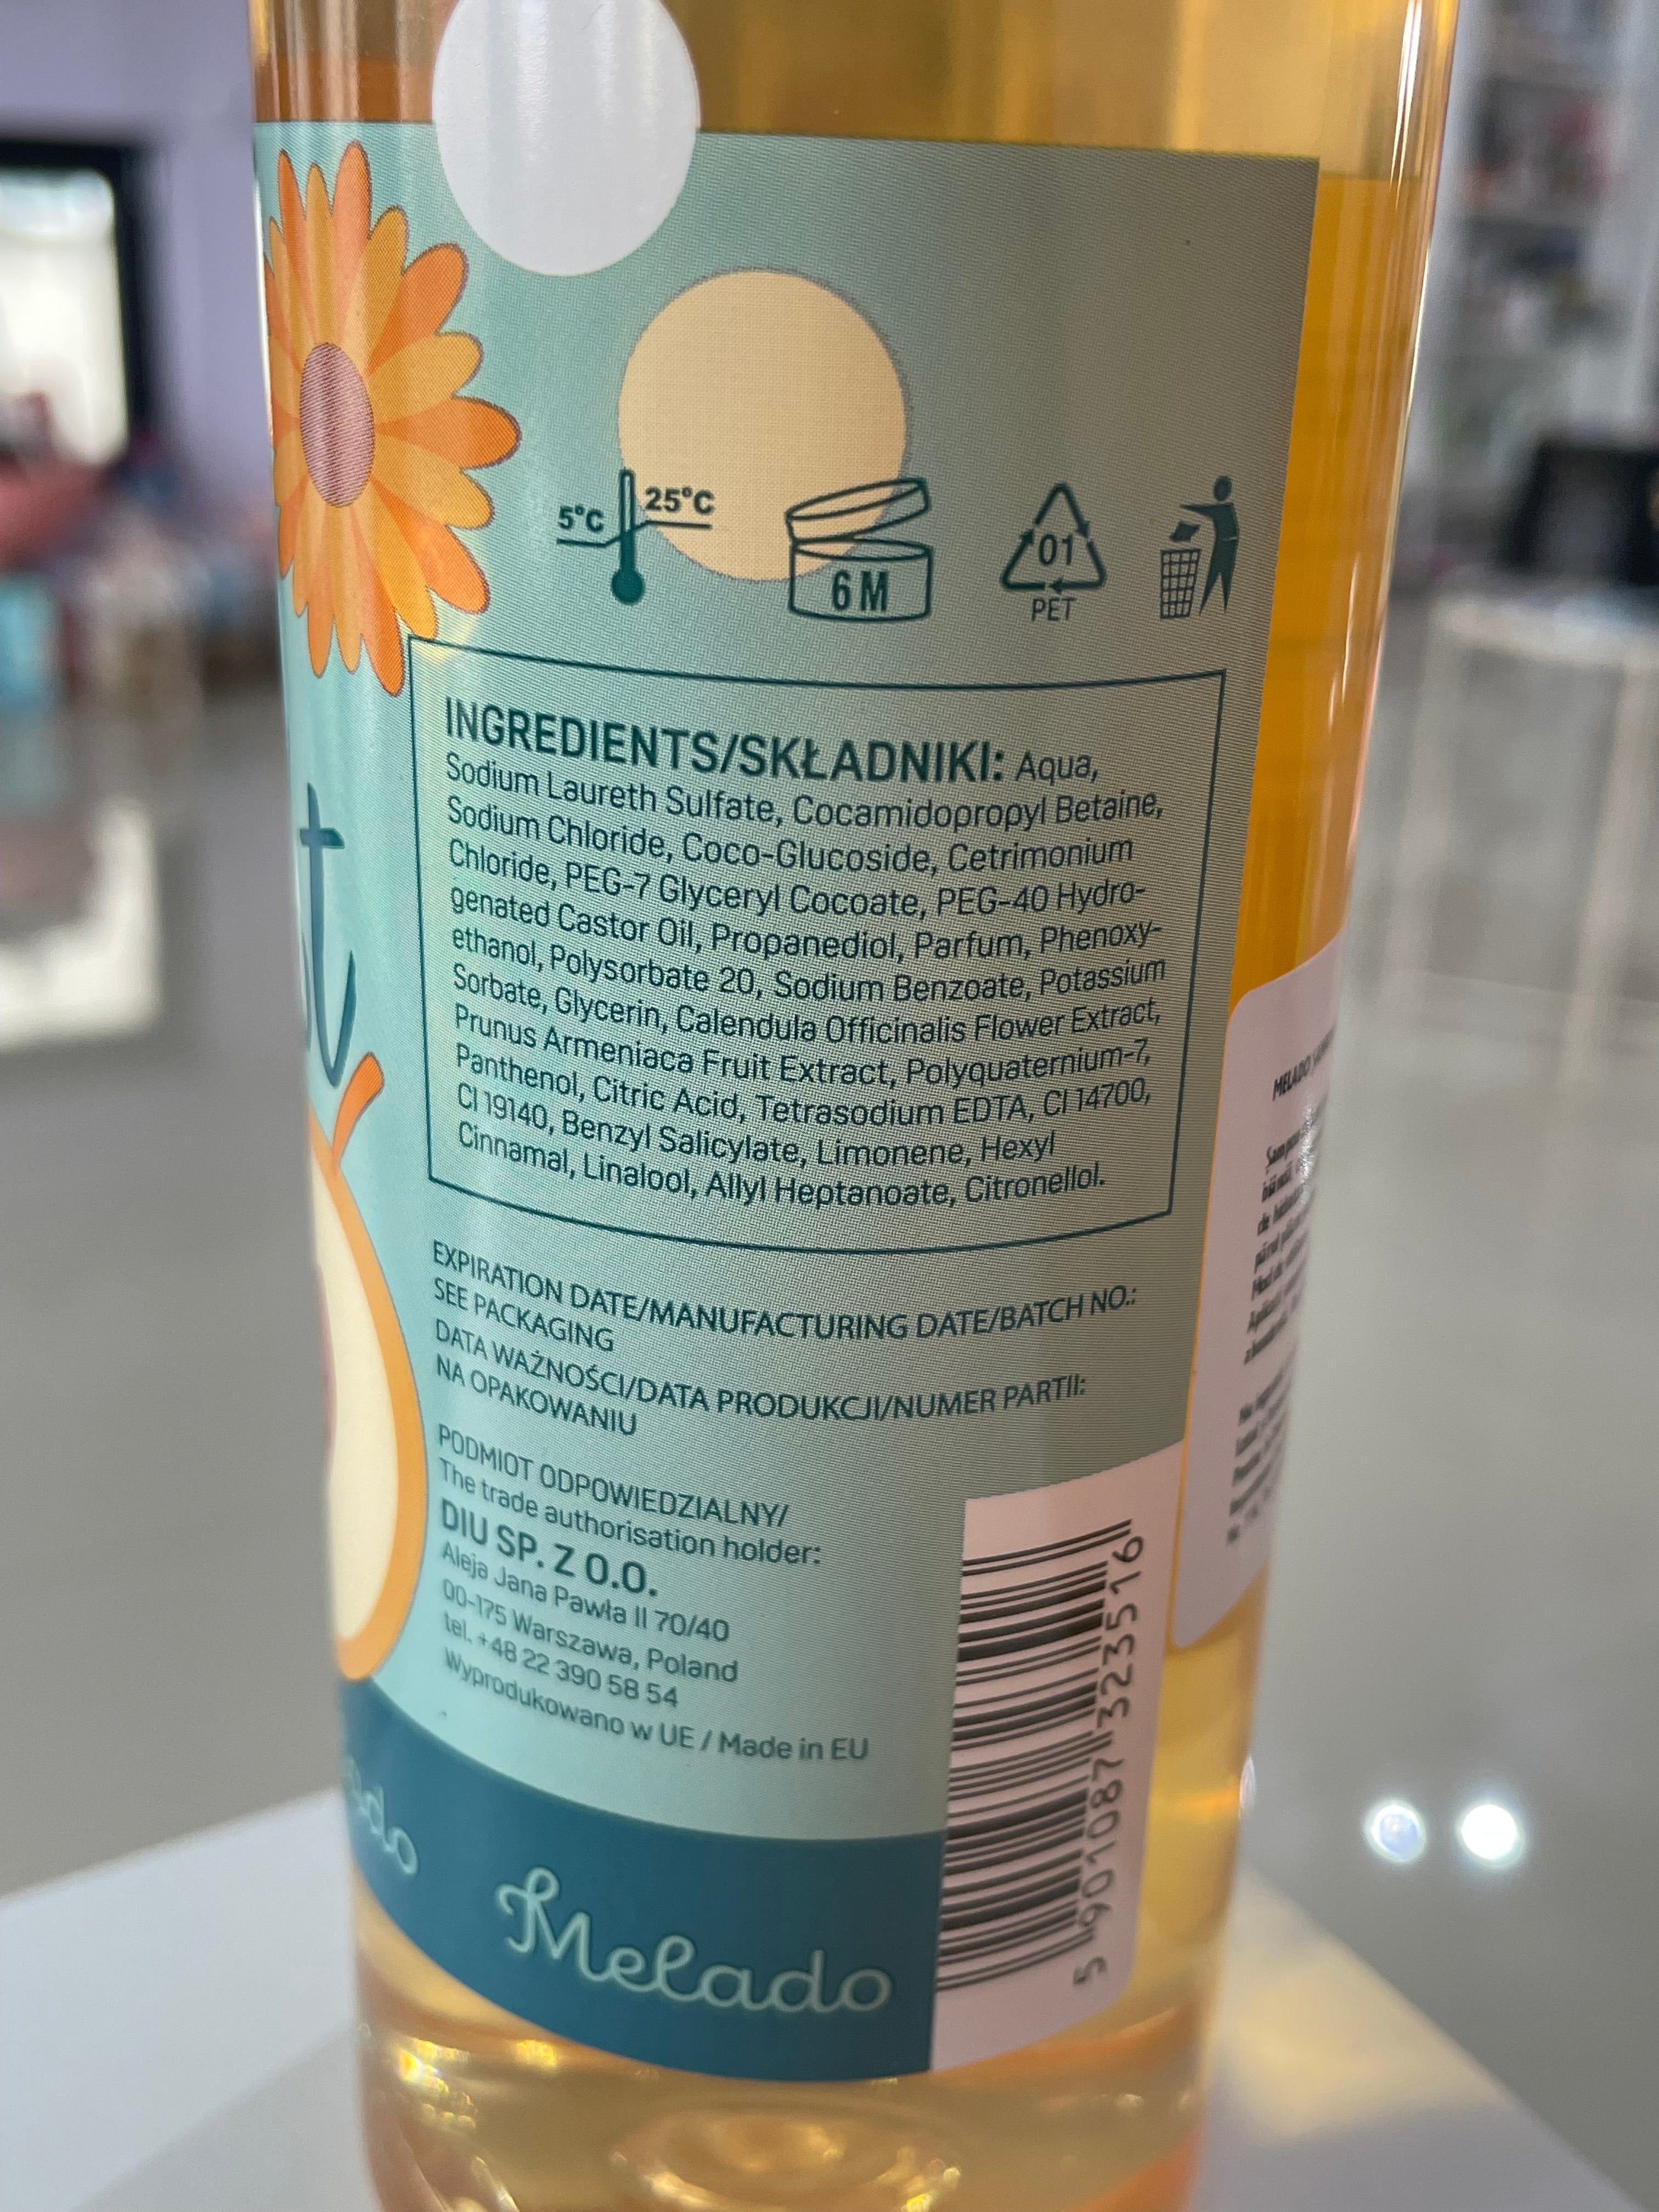 5°C
25°C
6M
01
PET
INGREDIENTS/SKŁADNIKI: Aqua,
Sodium Laureth Sulfate, Cocamidopropyl Betaine,
Sodium Chloride, Coco-Glucoside, Cetrimonium
Chloride, PEG-7 Glyceryl Cocoate, PEG-40 Hydro-
genated Castor Oil, Propanediol, Parfum, Phenoxy-
ethanol, Polysorbate 20, Sodium Benzoate, Potassium
Sorbate, Glycerin, Calendula Officinalis Flower Extract,
Prunus Armeniaca Fruit Extract, Polyquaternium-7,
Panthenol, Citric Acid, Tetrasodium EDTA, CI 14700,
CI 19140, Benzyl Salicylate, Limonene, Hexyl
Cinnamal, Linalool, Allyl Heptanoate, Citronellol.
EXPIRATION DATE/MANUFACTURING DATE/BATCH NO.:
SEE PACKAGING
DATA WAŻNOŚCI/DATA PRODUKCJI/NUMER PARTII:
NA OPAKOWANIU
PODMIOT ODPOWIEDZIALNY/
The trade authorisation holder:
DIU SP. Z O.O.
Aleja Jana Pawła II 70/40
00-175 Warszawa, Poland
tel. +48 22 390 58 54
Wyprodukowano w UE / Made in EU
Melado
5 901087 323516
MELADO